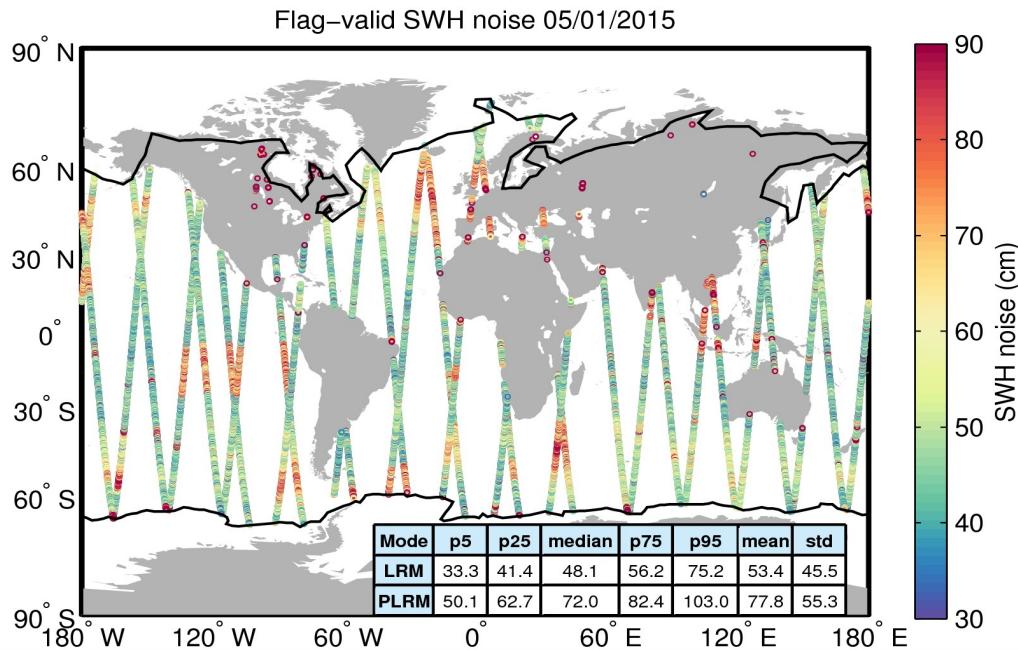 Flag−valid SWH noise 05/01/2015
90° N
60° N
30° N
0°
30° S
60° S
90° S
180° W
120° W
60° W
0°
60° E
120° E
180° E
Mode p5 p25 median p75 p95 mean std
LRM 33.3 41.4 48.1 56.2 75.2 53.4 45.5
PLRM 50.1 62.7 72.0 82.4 103.0 77.8 55.3
90
80
70
60
50
40
30
SWH noise (cm)